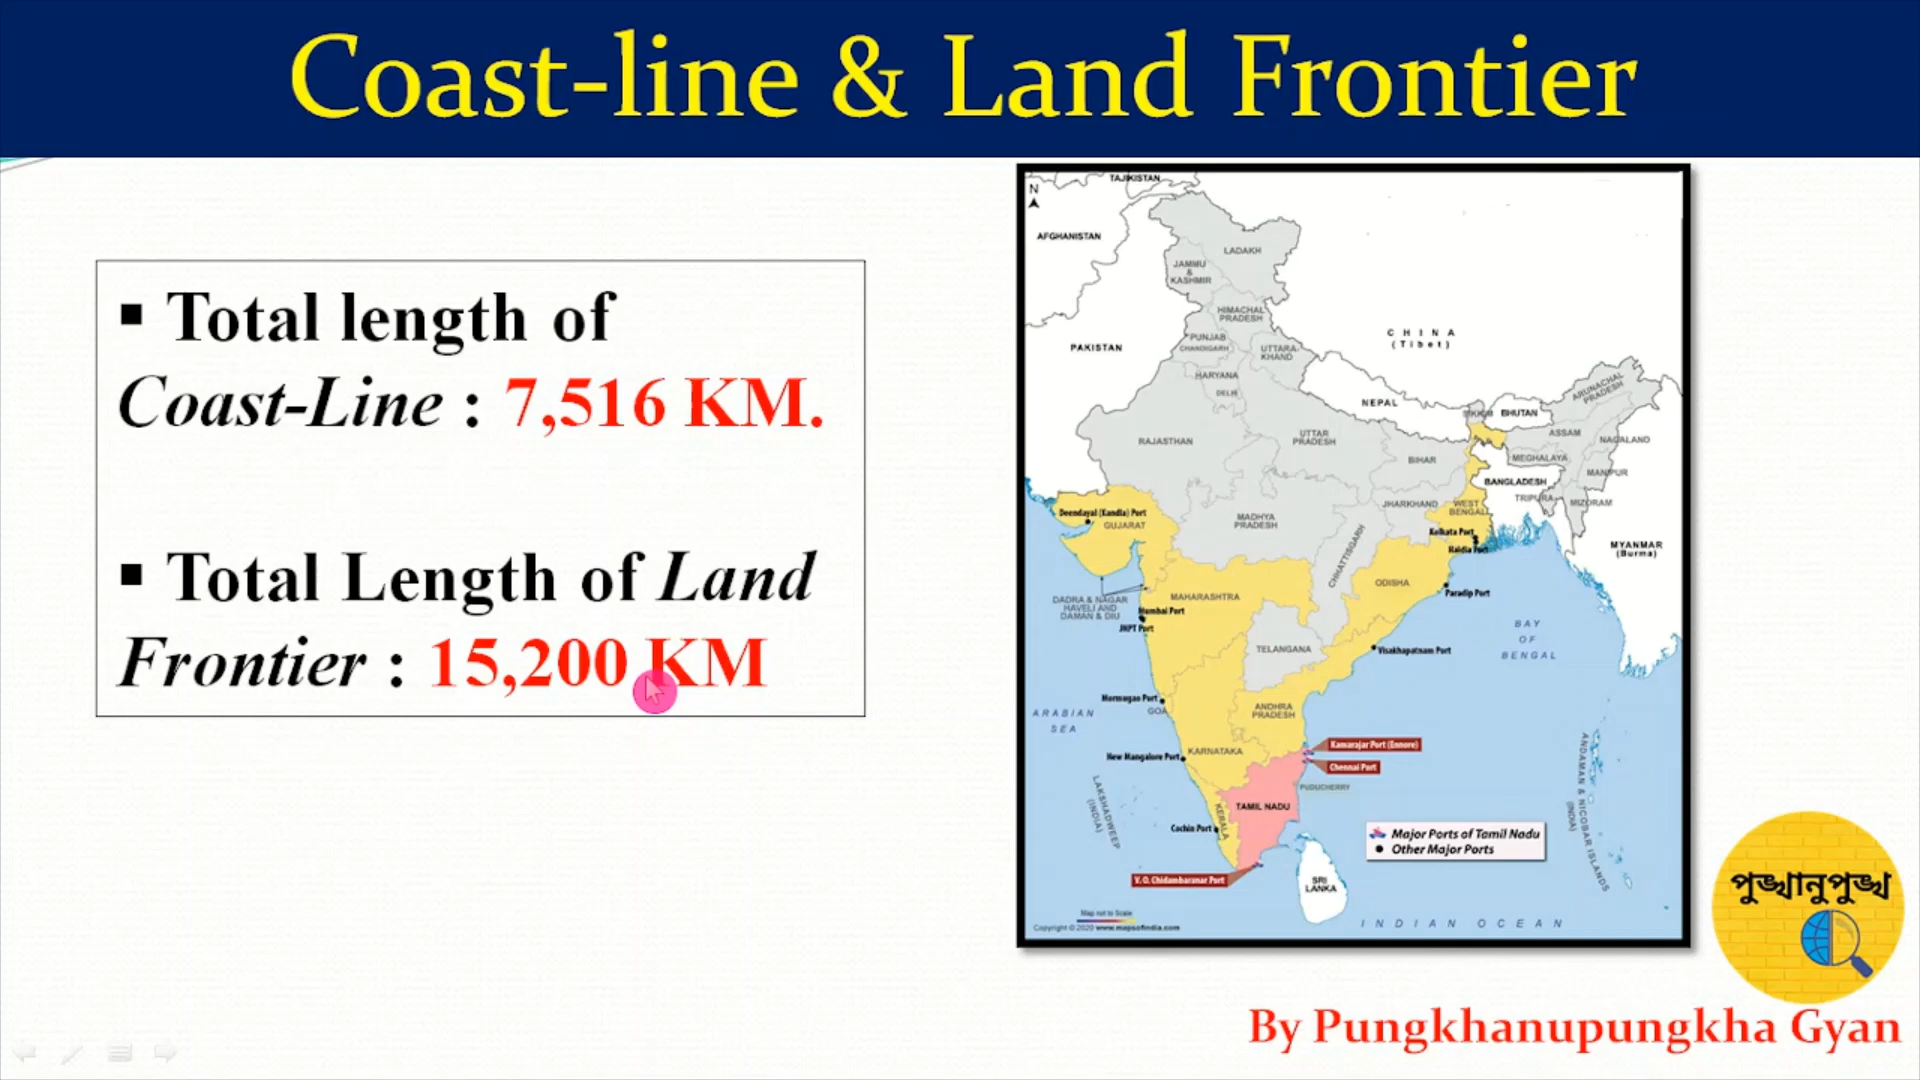 Coast-line & Land Frontier
▪ Total length of
Coast-Line : 7,516 KM.
▪ Total Length of Land
Frontier : 15,200 KM
N
TAJIKISTAN
AFGHANISTAN
LADAKH
JAMMU
&
KASHMIR
HIMACHAL
PRADESH
PUNJAB
CHANDIGARH
UTTARA-
KHAND
PAKISTAN
CHINA
(Tibet)
HARYANA
DELHI
NEPAL
SIKKIM
BHUTAN
ARUNACHAL
PRADESH
RAJASTHAN
UTTAR
PRADESH
ASSAM
NAGALAND
BIHAR
MEGHALAYA
MANIPUR
BANGLADESH
TRIPURA
MIZORAM
JHARKHAND
WEST
BENGAL
Deendayal (Kandla) Port
GUJARAT
MADHYA
PRADESH
CHHATTISGARH
Kolkata Port
Haldia Port
MYANMAR
(Burma)
ODISHA
Paradip Port
DADRA & NAGAR
HAVELI AND
DAMAN & DIU
MAHARASHTRA
Mumbai Port
JNPT Port
BAY
OF
BENGAL
TELANGANA
Visakhapatnam Port
Mormugao Port
GOA
ARABIAN
SEA
ANDHRA
PRADESH
Kamarajar Port (Ennore)
KARNATAKA
New Mangalore Port
Chennai Port
PUDUCHERRY
LAKSHADWEEP
(INDIA)
TAMIL NADU
KERALA
Cochin Port
ANDAMAN & NICOBAR ISLANDS
(INDIA)
Major Ports of Tamil Nadu
Other Major Ports
V. O. Chidambaranar Port
SRI
LANKA
Map not to Scale
Copyright © 2020 www.mapsofindia.com
INDIAN OCEAN
পুঙ্খানুপুঙ্খ
By Pungkhanupungkha Gyan